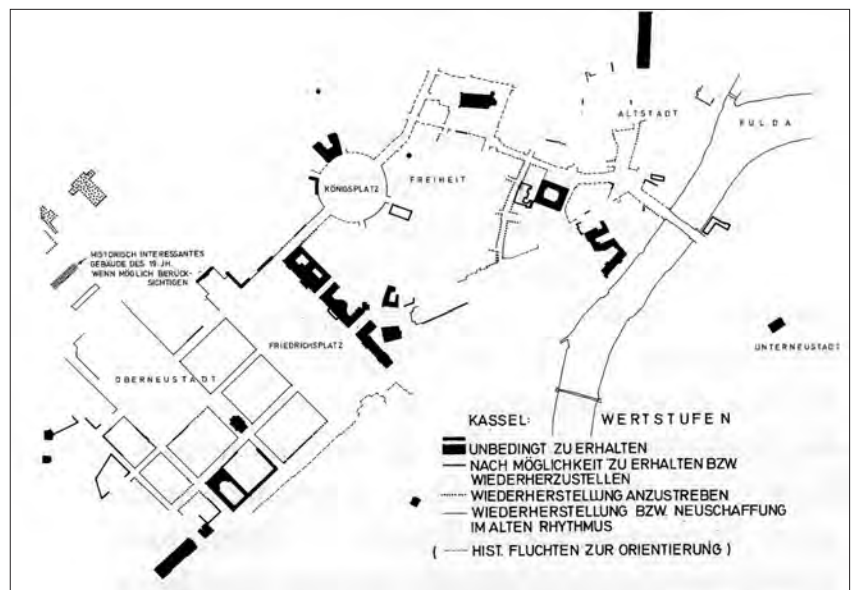 ALTSTADT
FULDA
FREIHEIT
KÖNIGSPLATZ
HISTORISCH INTERESSANTES
GEBÄUDE DES 19. JH.
WENN MÖGLICH BERÜCK-
SICHTIGEN
FRIEDRICHSPLATZ
UNTERNEUSTADT
OBERNEUSTADT
KASSEL: WERTSTUFEN
UNBEDINGT ZU ERHALTEN
NACH MÖGLICHKEIT ZU ERHALTEN BZW.
WIEDERHERZUSTELLEN
WIEDERHERSTELLUNG ANZUSTREBEN
WIEDERHERSTELLUNG BZW. NEUSCHAFFUNG
IM ALTEN RHYTHMUS
( HIST. FLUCHTEN ZUR ORIENTIERUNG )